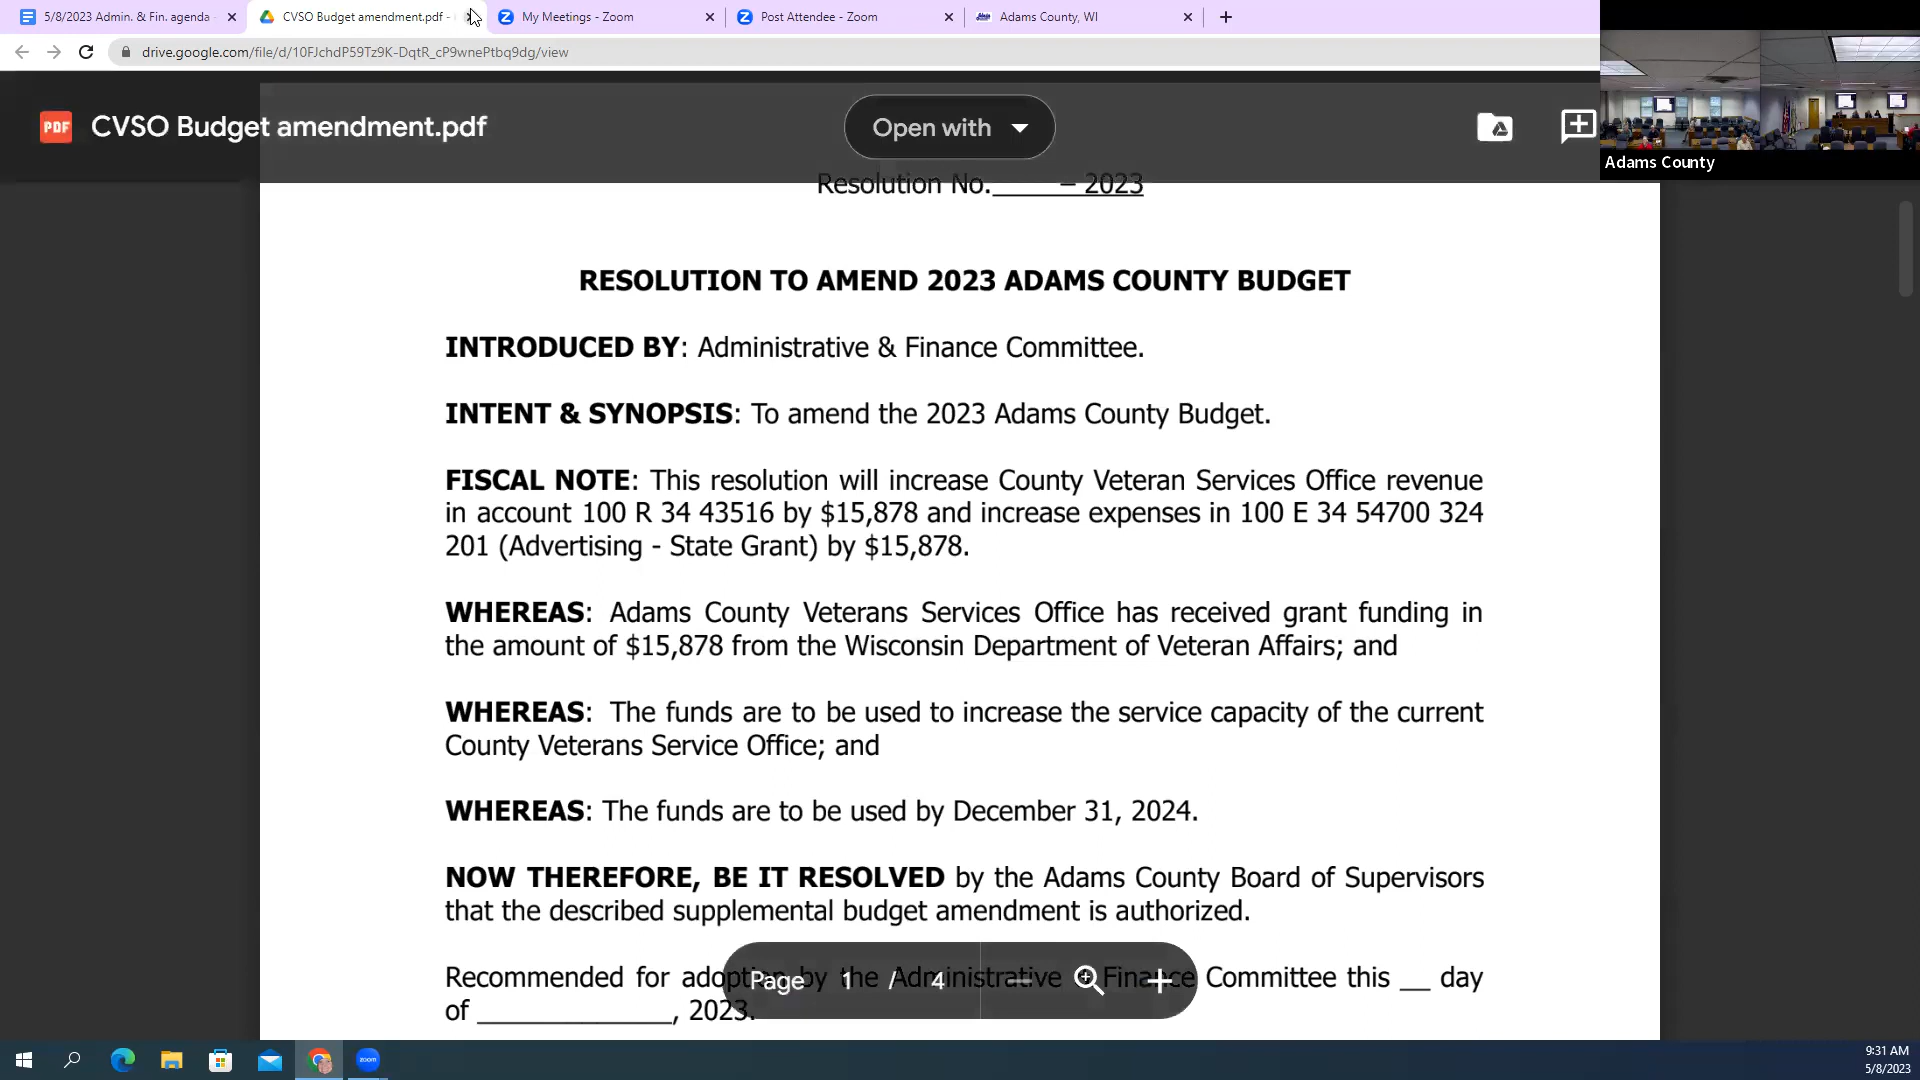 5/8/2023 Admin. & Fin. agenda
CVSO Budget amendment.pdf -
My Meetings - Zoom
Post Attendee - Zoom
Adams County, WI
drive.google.com/file/d/10FJchdP59Tz9K-DqtR_cP9wnePtbq9dg/view
PDF
CVSO Budget amendment.pdf
Open with
Adams County
Resolution No._____ – 2023
RESOLUTION TO AMEND 2023 ADAMS COUNTY BUDGET
INTRODUCED BY: Administrative & Finance Committee.
INTENT & SYNOPSIS: To amend the 2023 Adams County Budget.
FISCAL NOTE: This resolution will increase County Veteran Services Office revenue
in account 100 R 34 43516 by $15,878 and increase expenses in 100 E 34 54700 324
201 (Advertising - State Grant) by $15,878.
WHEREAS: Adams County Veterans Services Office has received grant funding in
the amount of $15,878 from the Wisconsin Department of Veteran Affairs; and
WHEREAS: The funds are to be used to increase the service capacity of the current
County Veterans Service Office; and
WHEREAS: The funds are to be used by December 31, 2024.
NOW THEREFORE, BE IT RESOLVED by the Adams County Board of Supervisors
that the described supplemental budget amendment is authorized.
Recommended for adoption by the Administrative & Finance Committee this __ day
of ______________, 2023.
Page 1 / 4
zoom
9:31 AM
5/8/2023